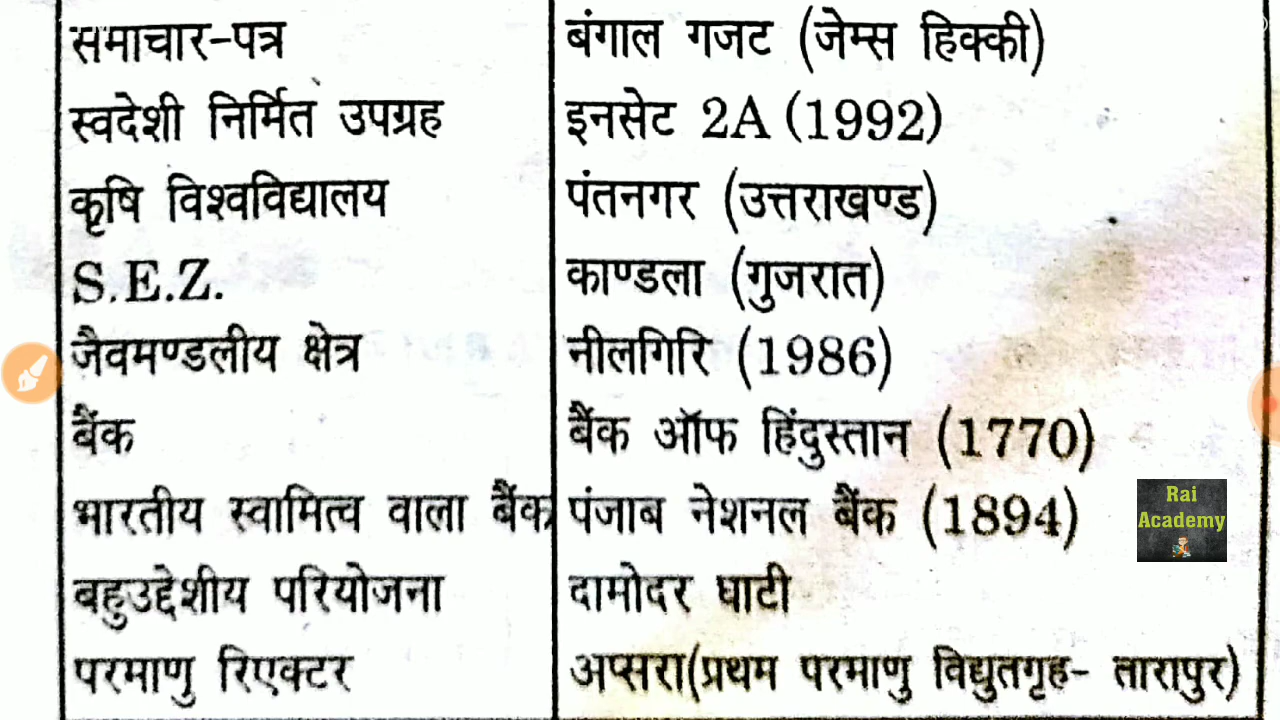 समाचार-पत्र बंगाल गजट (जेम्स हिक्की)
स्वदेशी निर्मित उपग्रह इनसेट 2A (1992)
कृषि विश्वविद्यालय पंतनगर (उत्तराखण्ड)
S.E.Z. काण्डला (गुजरात)
जैवमण्डलीय क्षेत्र नीलगिरि (1986)
बैंक बैंक ऑफ हिंदुस्तान (1770)
भारतीय स्वामित्व वाला बैंक पंजाब नेशनल बैंक (1894)
Rai
Academy
बहुउद्देशीय परियोजना दामोदर घाटी
परमाणु रिएक्टर अप्सरा(प्रथम परमाणु विद्युतगृह- तारापुर)